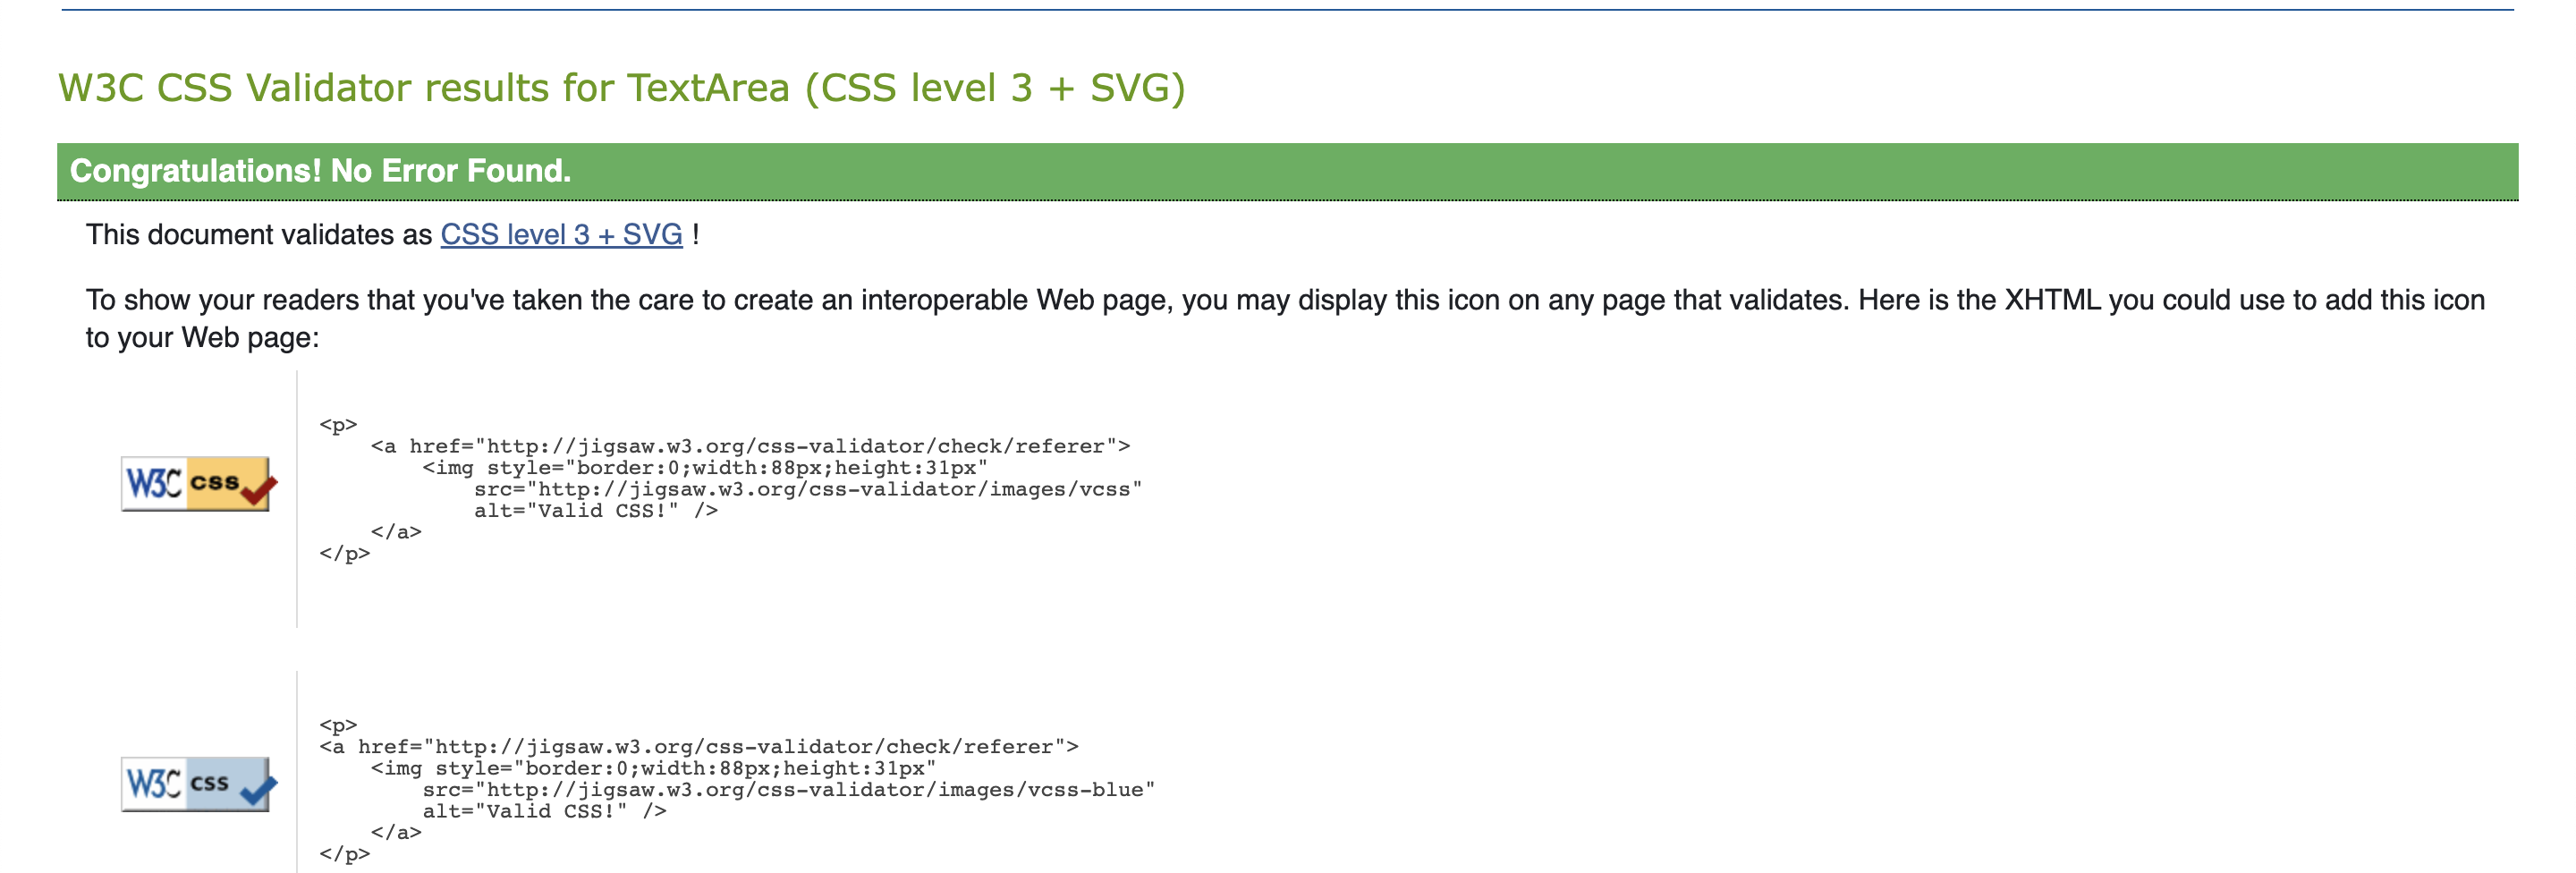 W3C CSS Validator results for TextArea (CSS level 3 + SVG)
Congratulations! No Error Found.
This document validates as CSS level 3 + SVG !
To show your readers that you've taken the care to create an interoperable Web page, you may display this icon on any page that validates. Here is the XHTML you could use to add this icon
to your Web page:
W3C css
<p>
    <a href="http://jigsaw.w3.org/css-validator/check/referer">
        <img style="border:0;width:88px;height:31px"
            src="http://jigsaw.w3.org/css-validator/images/vcss"
            alt="Valid CSS!" />
    </a>
</p>
W3C css
<p>
<a href="http://jigsaw.w3.org/css-validator/check/referer">
    <img style="border:0;width:88px;height:31px"
        src="http://jigsaw.w3.org/css-validator/images/vcss-blue"
        alt="Valid CSS!" />
    </a>
</p>